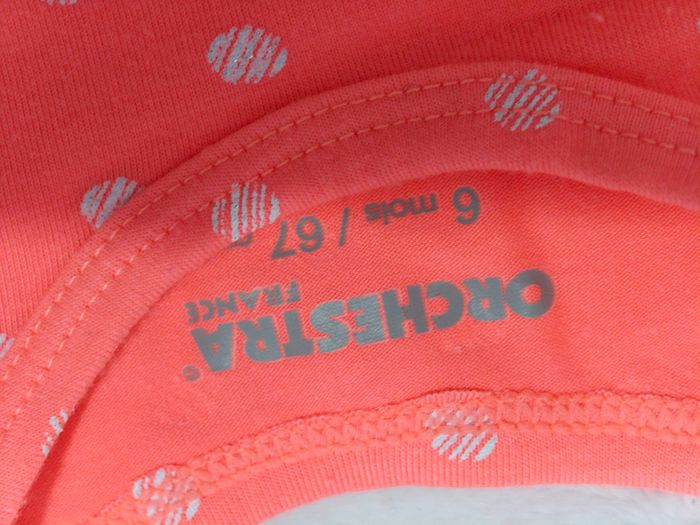 6 mois / 67
ORCHESTRA
FRANCE
©